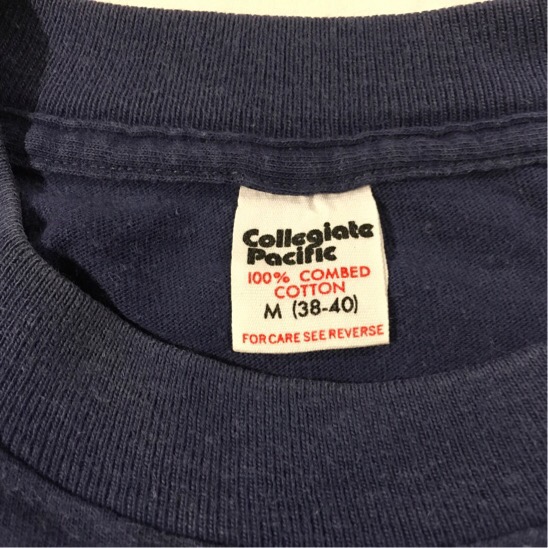 Collegiate
Pacific
100% COMBED
COTTON
M (38-40)
FOR CARE SEE REVERSE